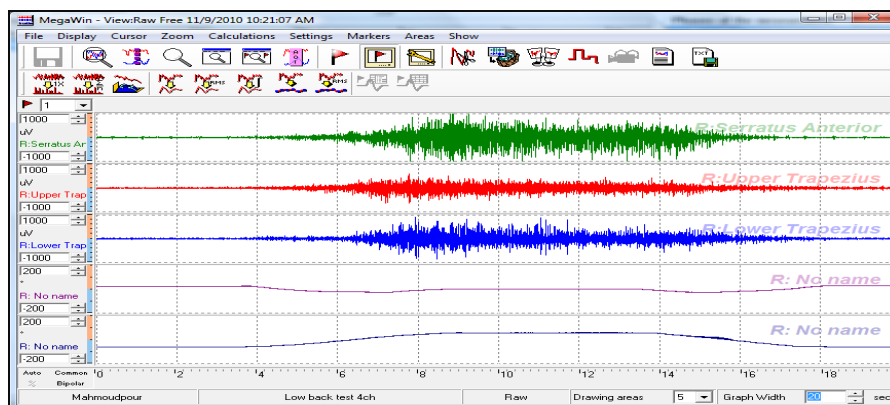 MegaWin - View:Raw Free 11/9/2010 10:21:07 AM
File Display Cursor Zoom Calculations Settings Markers Areas Show
1
1000
uV
R:Serratus Ar
-1000
R:Serratus Anterior
1000
uV
R:Upper Trap
-1000
R:Upper Trapezius
1000
uV
R:Lower Trap
-1000
R:Lower Trapezius
200
°
R: No name
-200
R: No name
200
°
R: No name
-200
R: No name
Auto Common 0 2 4 6 8 10 12 14 16 18
% Bipolar
Mahmoudpour Low back test 4ch Raw Drawing areas 5 Graph Width 20 sec